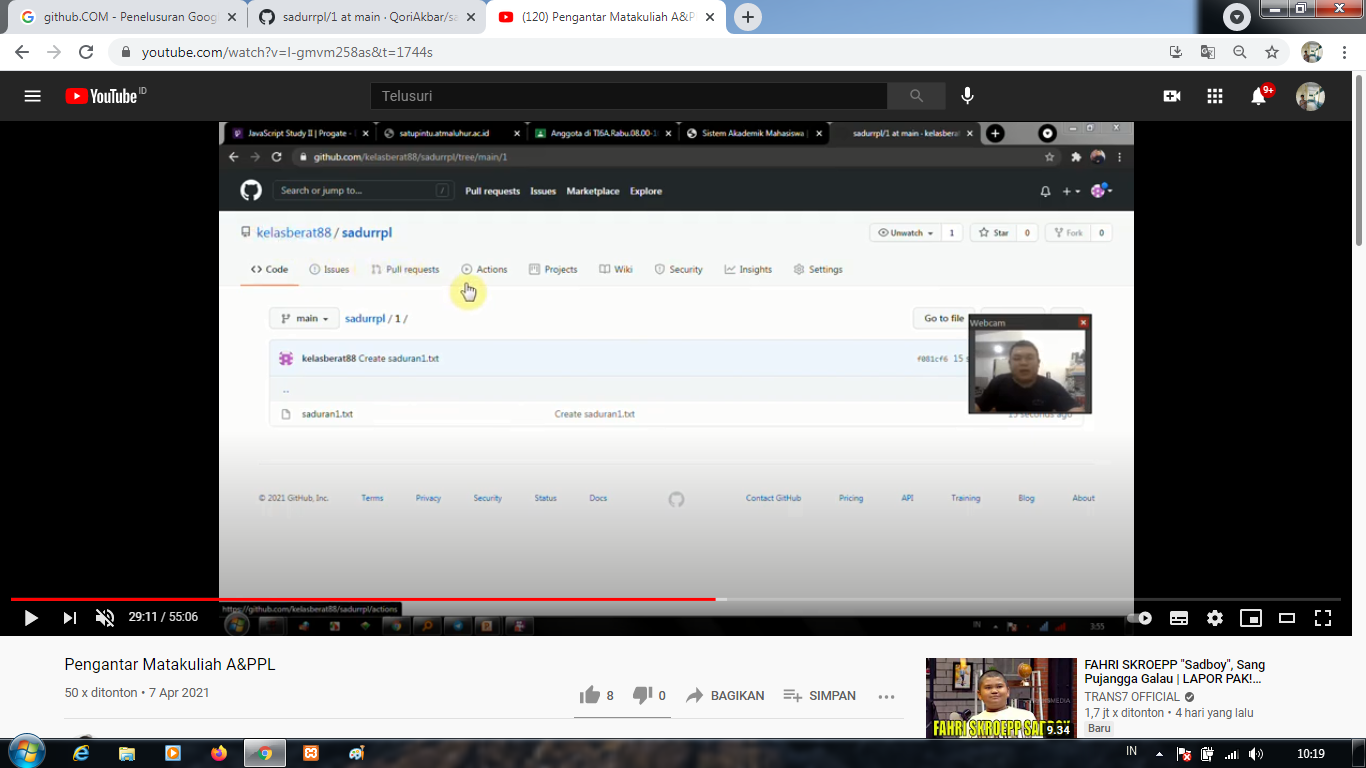 github.COM - Penelusuran Goog
sadurrpl/1 at main · QoriAkbar/sa
(120) Pengantar Matakuliah A&P
youtube.com/watch?v=I-gmvm258as&t=1744s
YouTube ID
Telusuri
9+
JavaScript Study II | Progate -
satupintu.atmaluhur.ac.id
Anggota di TI6A.Rabu.08.00-1
Sistem Akademik Mahasiswa |
sadurrpl/1 at main · kelasberat
github.com/kelasberat88/sadurrpl/tree/main/1
Search or jump to... /
Pull requests Issues Marketplace Explore
kelasberat88 / sadurrpl
Unwatch 1 Star 0 Fork 0
<> Code Issues Pull requests Actions Projects Wiki Security Insights Settings
main sadurrpl / 1 /
Go to file
Webcam
kelasberat88 Create saduran1.txt
f081cf6 15
..
saduran1.txt Create saduran1.txt 15 seconds ago
© 2021 GitHub, Inc. Terms Privacy Security Status Docs Contact GitHub Pricing API Training Blog About
https://github.com/kelasberat88/sadurrpl/actions
IN 3:55
29:11 / 55:06
Pengantar Matakuliah A&PPL
50 x ditonton • 7 Apr 2021
8 0 BAGIKAN SIMPAN
FAHRI SKROEPP "Sadboy", Sang
Pujangga Galau | LAPOR PAK!...
TRANS7 OFFICIAL
1,7 jt x ditonton • 4 hari yang lalu
Baru
9.34
IN 10:19